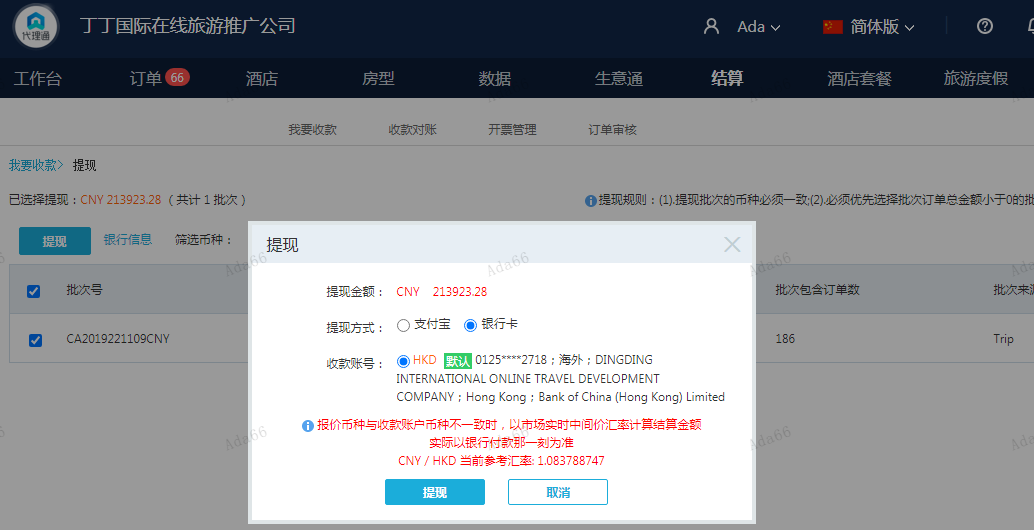 代理通
丁丁国际在线旅游推广公司
Ada
简体版
工作台
订单 66
酒店
房型
数据
生意通
结算
酒店套餐
旅游度假
我要收款
收款对账
开票管理
订单审核
我要收款> 提现
已选择提现：CNY 213923.28 （共计 1 批次）
提现规则：(1).提现批次的币种必须一致;(2).必须优先选择批次订单总金额小于0的批
提现
银行信息
筛选币种：
批次号
批次包含订单数
批次来源
CA2019221109CNY
186
Trip
提现
提现金额： CNY 213923.28
提现方式： 支付宝 银行卡
收款账号： HKD 默认 0125****2718；海外；DINGDING
INTERNATIONAL ONLINE TRAVEL DEVELOPMENT
COMPANY；Hong Kong；Bank of China (Hong Kong) Limited
报价币种与收款账户币种不一致时，以市场实时中间价汇率计算结算金额
实际以银行付款那一刻为准
CNY / HKD 当前参考汇率: 1.083788747
提现
取消
Ada66
Ada66
Ada66
Ada66
Ada66
Ada66